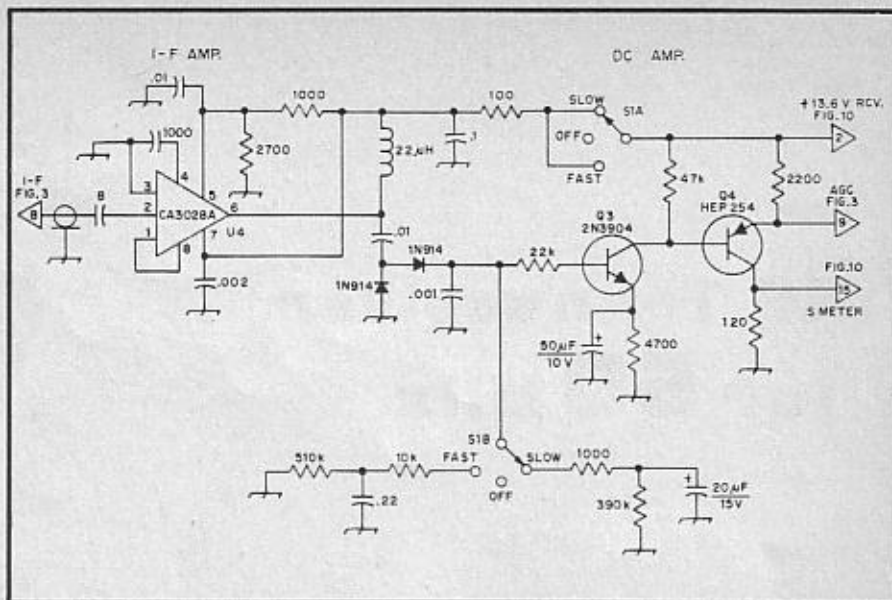 I-F AMP.
DC AMP.
.01
1000
100
SLOW
S1A
+13.6 V RCV.
FIG. 10
2
OFF
FAST
1000
2700
22µH
.1
47k
2200
I-F
FIG. 3
8
8
3
4
5
2
1
8
7
6
CA3028A
U4
.002
.01
1N914
1N914
.001
22k
Q3
2N3904
Q4
HEP 254
AGC
FIG. 3
9
FIG. 10
15
S METER
50µF
10V
4700
120
S1B
FAST
SLOW
OFF
510k
10k
.22
1000
390k
20µF
15V